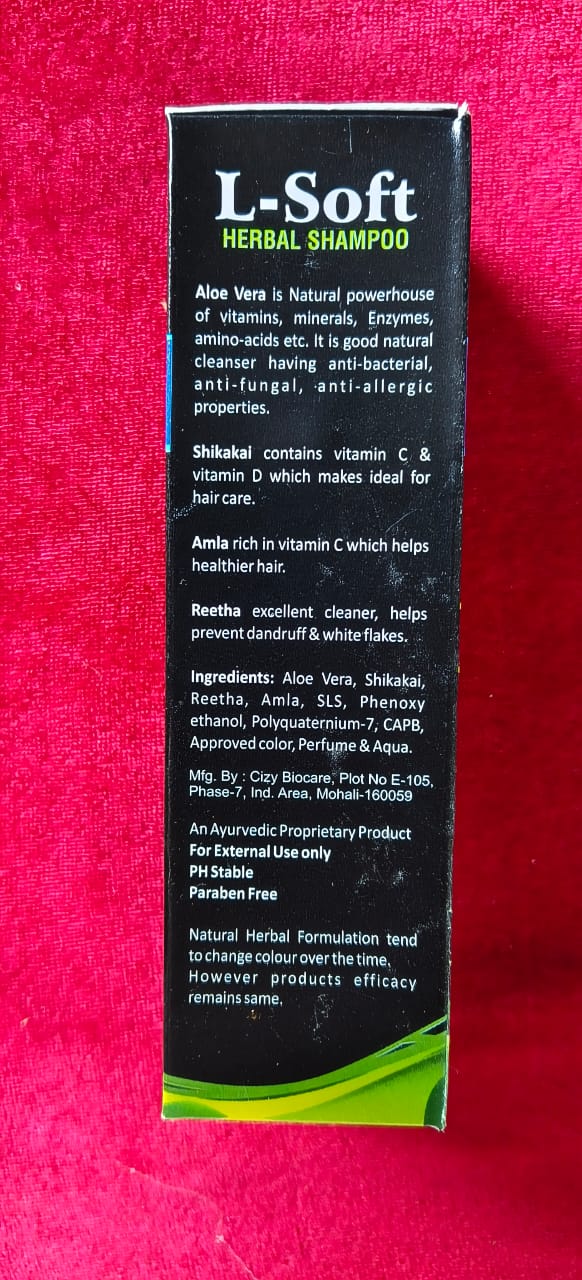 L-Soft
HERBAL SHAMPOO
Aloe Vera is Natural powerhouse
of vitamins, minerals, Enzymes,
amino-acids etc. It is good natural
cleanser having anti-bacterial,
anti-fungal, anti-allergic
properties.
Shikakai contains vitamin C &
vitamin D which makes ideal for
hair care.
Amla rich in vitamin C which helps
healthier hair.
Reetha excellent cleaner, helps
prevent dandruff & white flakes.
Ingredients: Aloe Vera, Shikakai,
Reetha, Amla, SLS, Phenoxy
ethanol, Polyquaternium-7, CAPB,
Approved color, Perfume & Aqua.
Mfg. By : Cizy Biocare, Plot No E-105,
Phase-7, Ind. Area, Mohali-160059
An Ayurvedic Proprietary Product
For External Use only
PH Stable
Paraben Free
Natural Herbal Formulation tend
to change colour over the time.
However products efficacy
remains same.